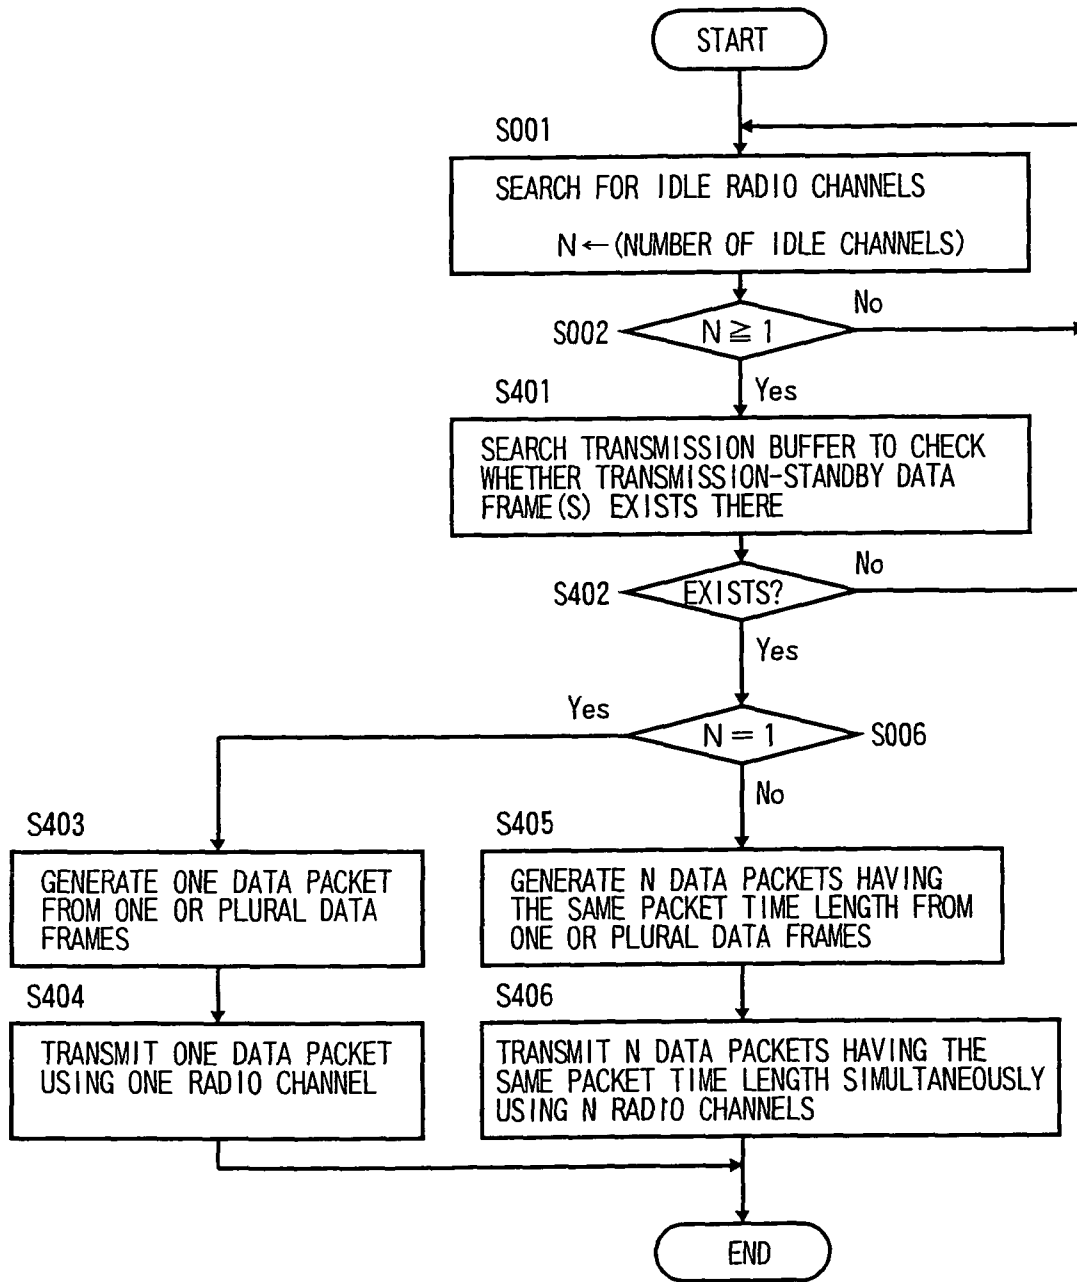 START
S001
SEARCH FOR IDLE RADIO CHANNELS
N←(NUMBER OF IDLE CHANNELS)
No
S002
N ≧ 1
Yes
S401
SEARCH TRANSMISSION BUFFER TO CHECK
WHETHER TRANSMISSION-STANDBY DATA
FRAME(S) EXISTS THERE
No
S402
EXISTS?
Yes
Yes
N = 1
S006
No
S403
GENERATE ONE DATA PACKET
FROM ONE OR PLURAL DATA
FRAMES
S405
GENERATE N DATA PACKETS HAVING
THE SAME PACKET TIME LENGTH FROM
ONE OR PLURAL DATA FRAMES
S404
TRANSMIT ONE DATA PACKET
USING ONE RADIO CHANNEL
S406
TRANSMIT N DATA PACKETS HAVING THE
SAME PACKET TIME LENGTH SIMULTANEOUSLY
USING N RADIO CHANNELS
END